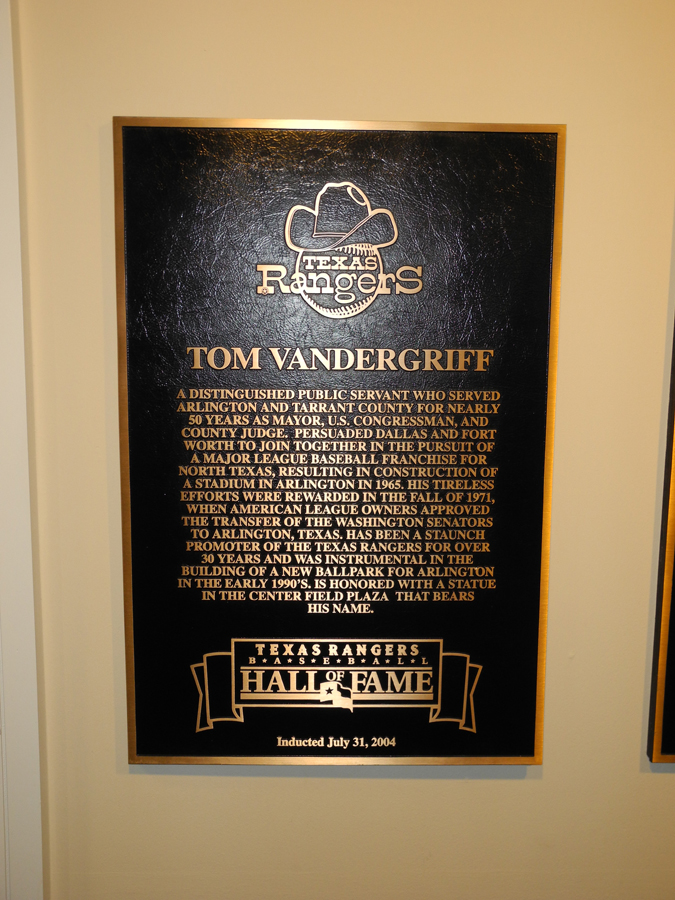 TEXAS
Rangers
TOM VANDERGRIFF
A DISTINGUISHED PUBLIC SERVANT WHO SERVED
ARLINGTON AND TARRANT COUNTY FOR NEARLY
50 YEARS AS MAYOR, U.S. CONGRESSMAN, AND
COUNTY JUDGE. PERSUADED DALLAS AND FORT
WORTH TO JOIN TOGETHER IN THE PURSUIT OF
A MAJOR LEAGUE BASEBALL FRANCHISE FOR
NORTH TEXAS, RESULTING IN CONSTRUCTION OF
A STADIUM IN ARLINGTON IN 1965. HIS TIRELESS
EFFORTS WERE REWARDED IN THE FALL OF 1971,
WHEN AMERICAN LEAGUE OWNERS APPROVED
THE TRANSFER OF THE WASHINGTON SENATORS
TO ARLINGTON, TEXAS. HAS BEEN A STAUNCH
PROMOTER OF THE TEXAS RANGERS FOR OVER
30 YEARS AND WAS INSTRUMENTAL IN THE
BUILDING OF A NEW BALLPARK FOR ARLINGTON
IN THE EARLY 1990'S. IS HONORED WITH A STATUE
IN THE CENTER FIELD PLAZA THAT BEARS
HIS NAME.
TEXAS RANGERS
B★A★S★E★B★A★L★L
HALL OF FAME
Inducted July 31, 2004